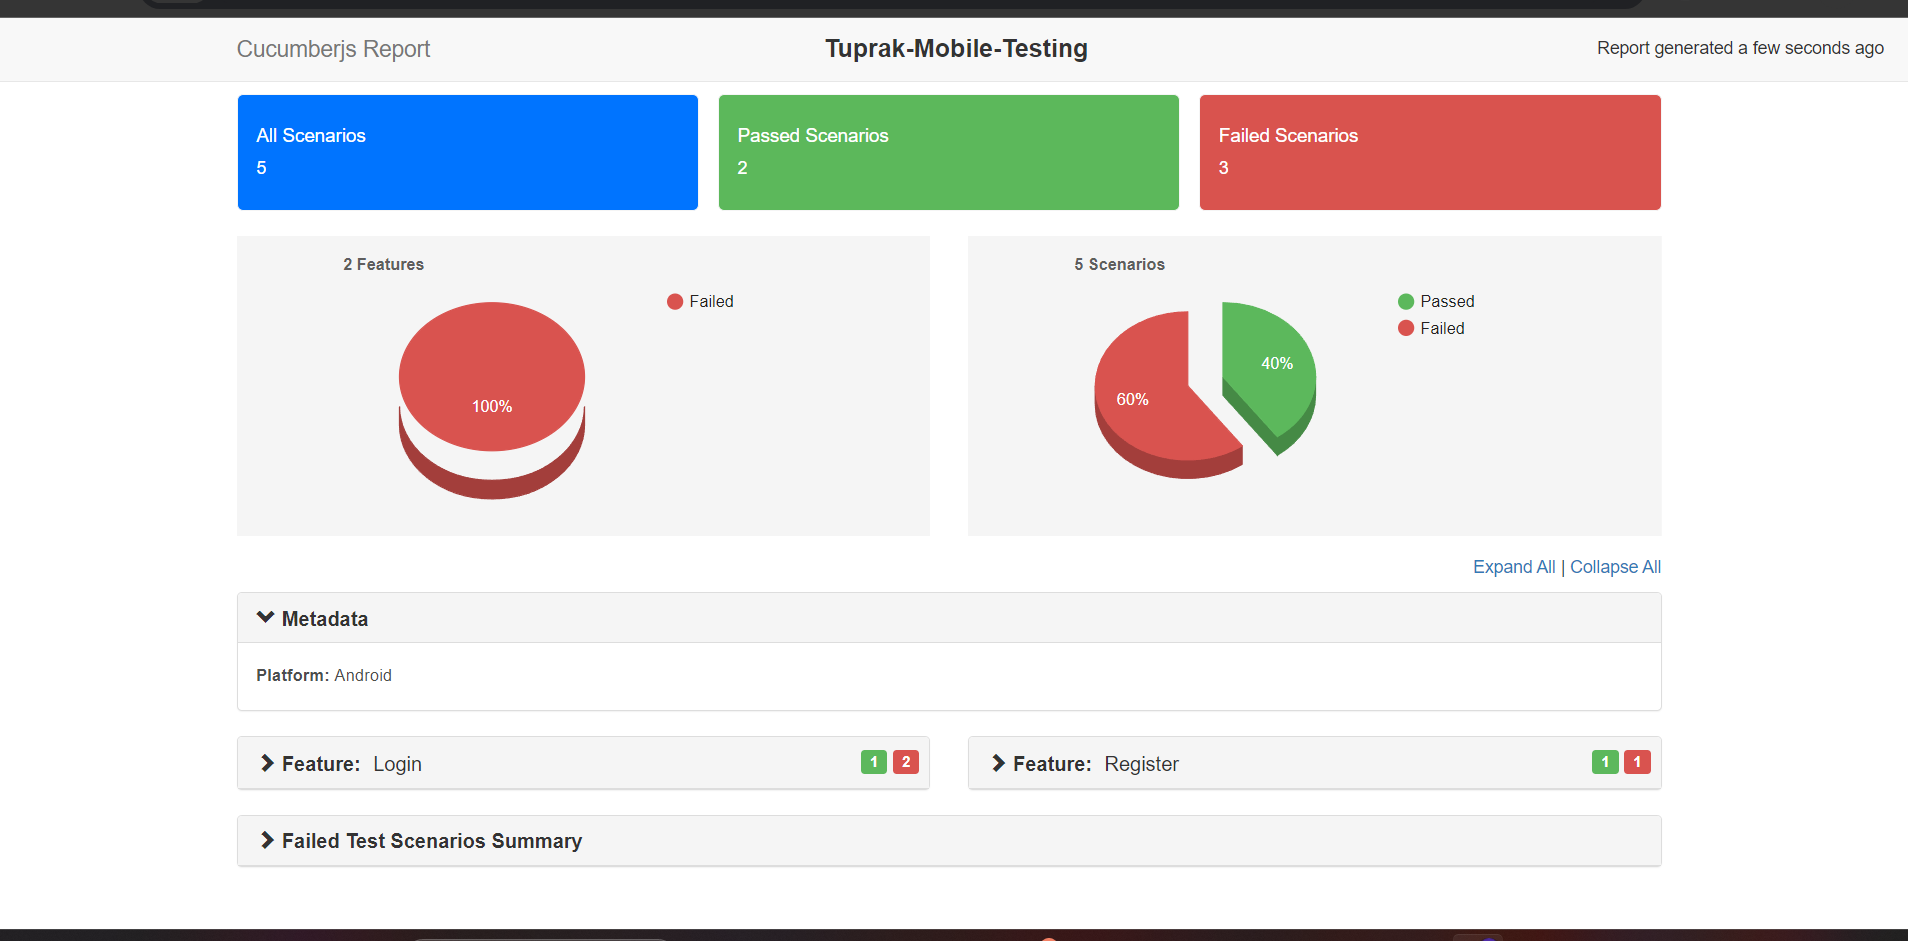 Cucumberjs Report
Tuprak-Mobile-Testing
Report generated a few seconds ago
All Scenarios
5
Passed Scenarios
2
Failed Scenarios
3
2 Features
Failed
100%
5 Scenarios
Passed
Failed
40%
60%
Expand All | Collapse All
Metadata
Platform: Android
Feature: Login
1 2
Feature: Register
1 1
Failed Test Scenarios Summary